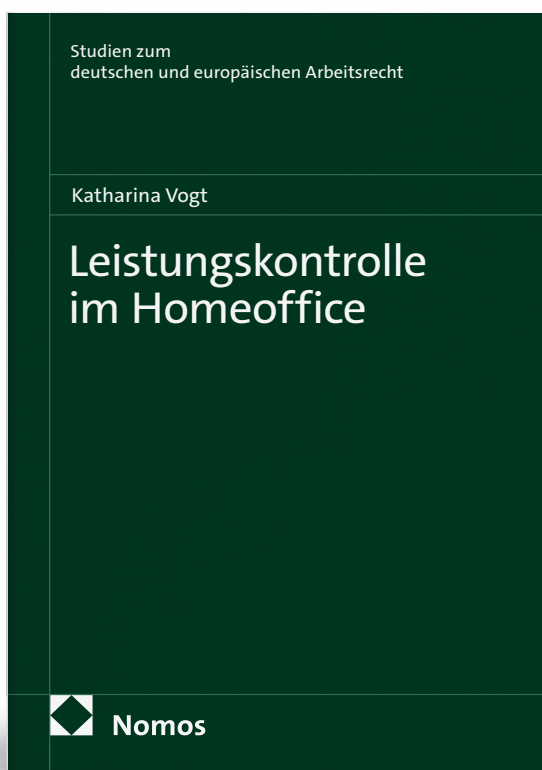 Studien zum
deutschen und europäischen Arbeitsrecht
Katharina Vogt
Leistungskontrolle
im Homeoffice
Nomos